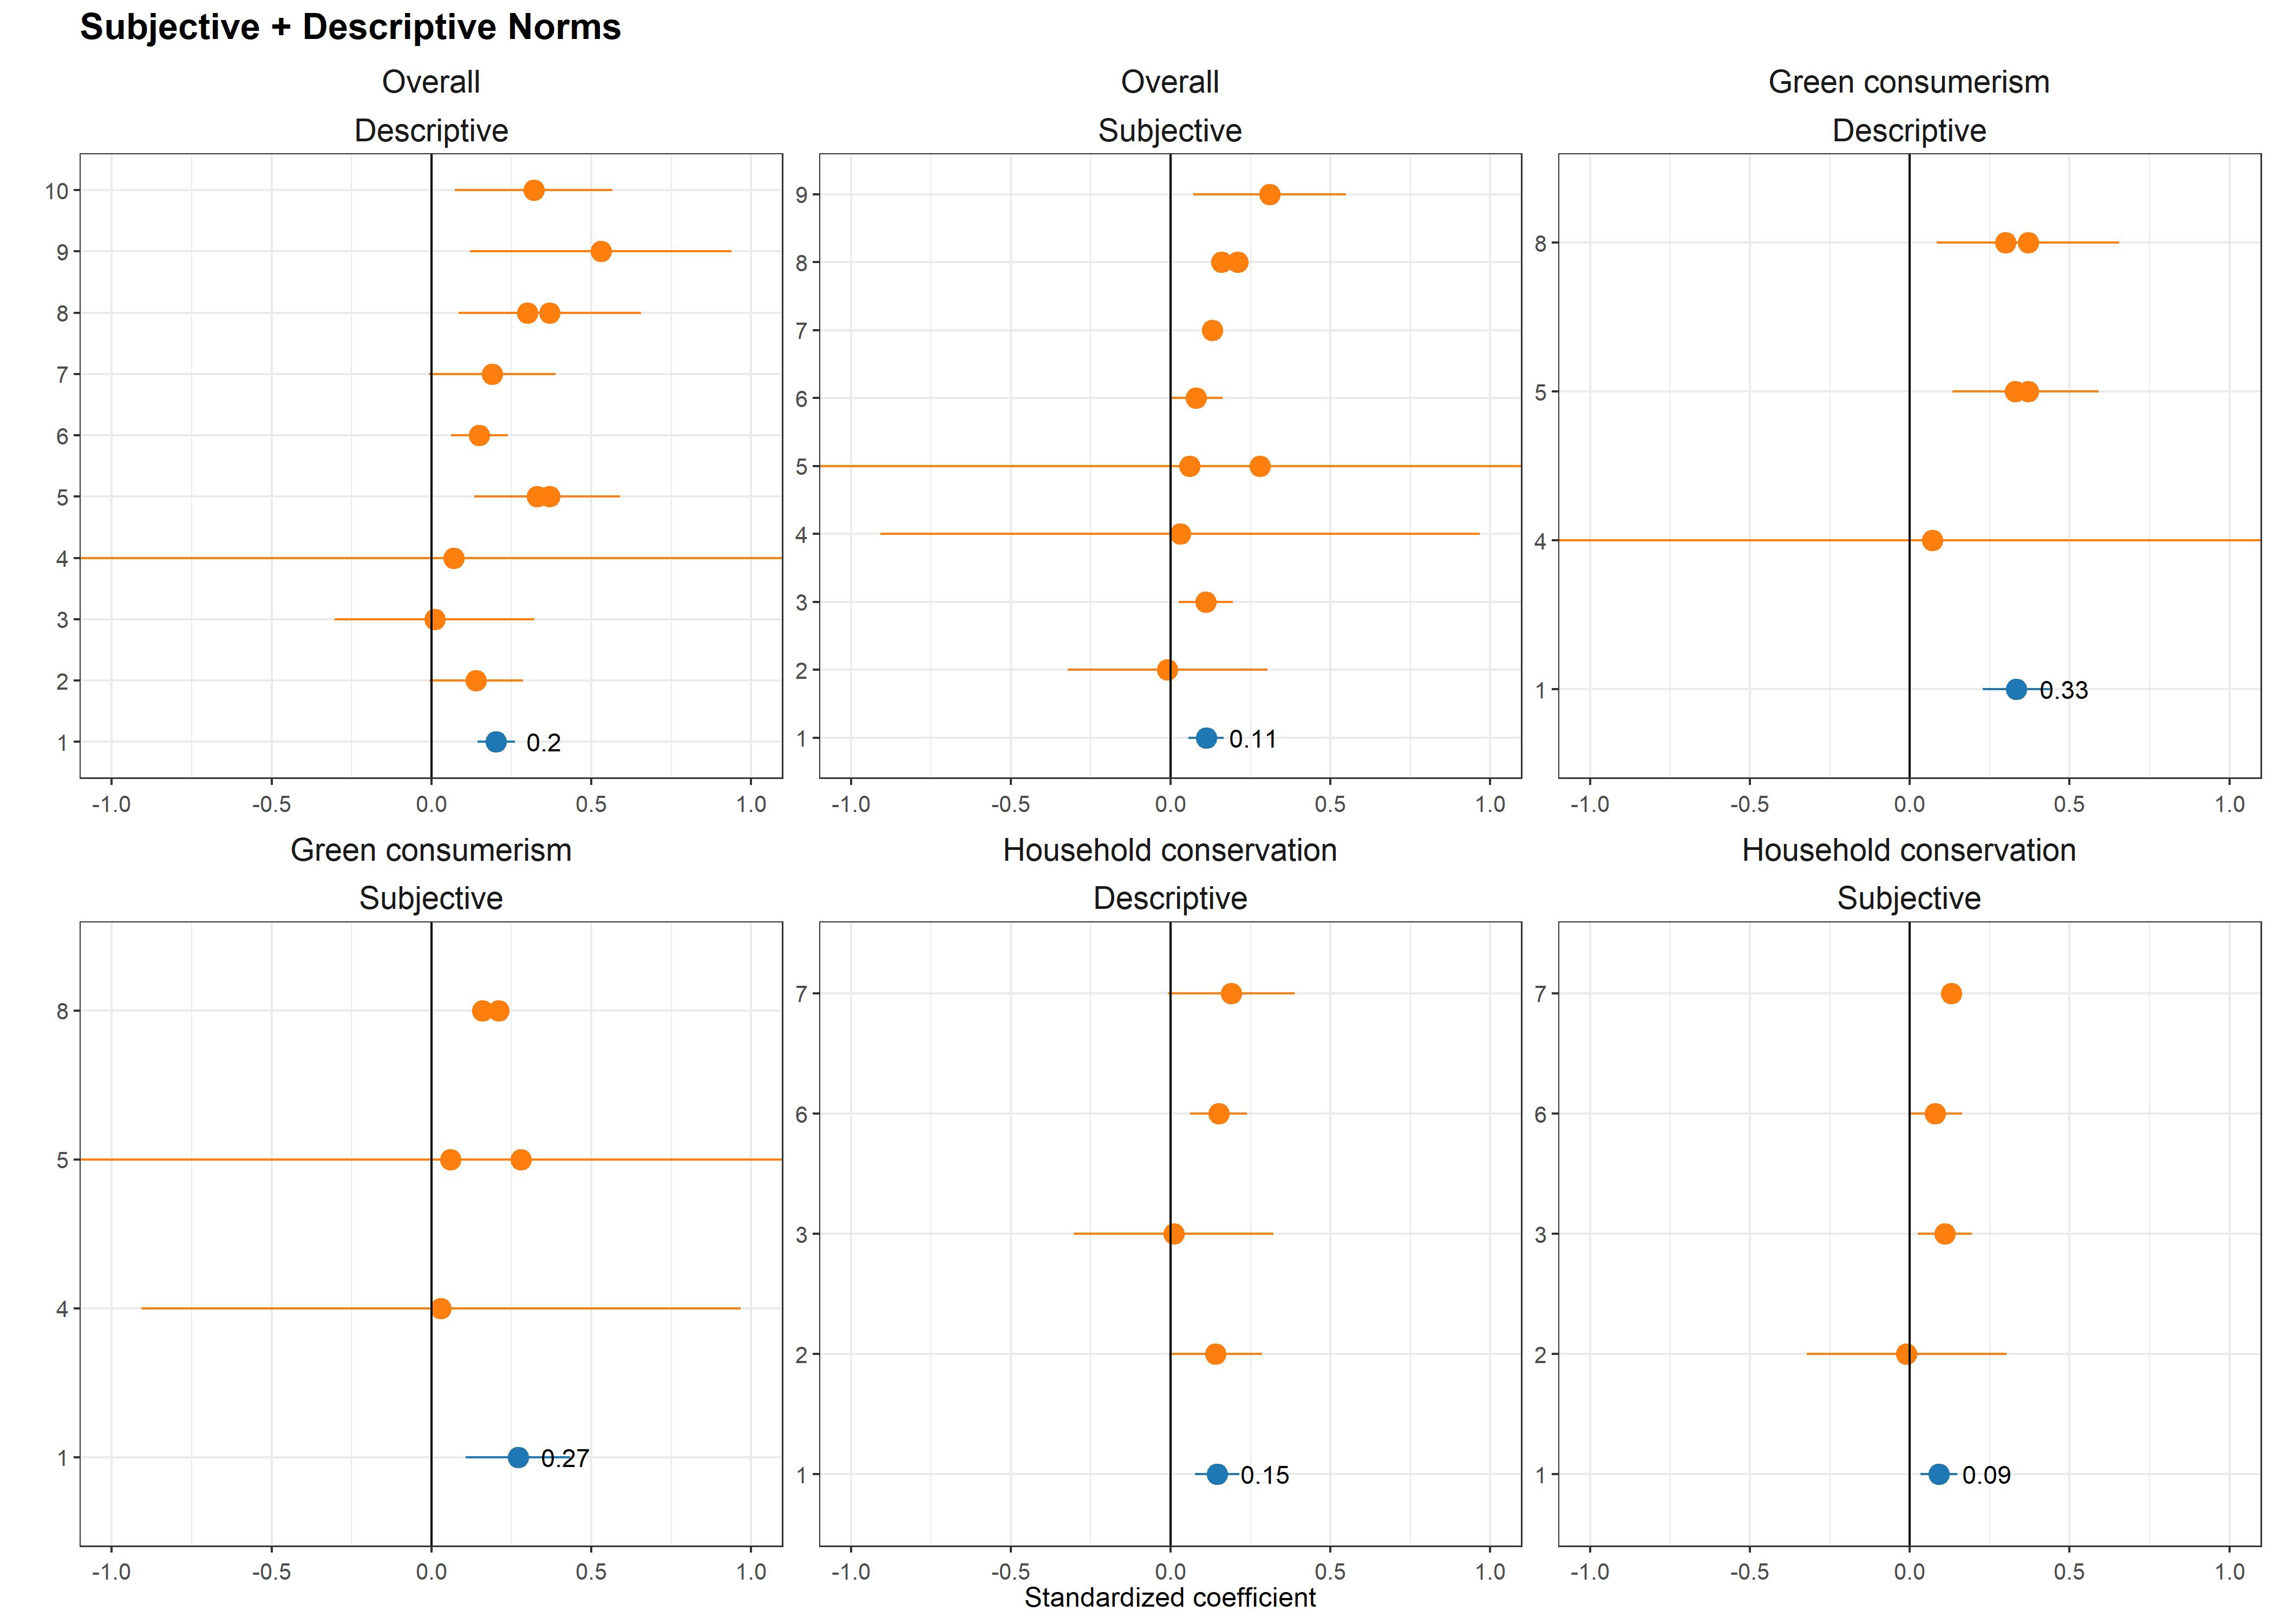 Subjective + Descriptive Norms
Overall
Descriptive
10
9
8
7
6
5
4
3
2
1
0.2
-1.0 -0.5 0.0 0.5 1.0
Overall
Subjective
9
8
7
6
5
4
3
2
1
0.11
-1.0 -0.5 0.0 0.5 1.0
Green consumerism
Descriptive
8
5
4
1
0.33
-1.0 -0.5 0.0 0.5 1.0
Green consumerism
Subjective
8
5
4
1
0.27
-1.0 -0.5 0.0 0.5 1.0
Household conservation
Descriptive
7
6
3
2
1
0.15
-1.0 -0.5 0.0 0.5 1.0
Household conservation
Subjective
7
6
3
2
1
0.09
-1.0 -0.5 0.0 0.5 1.0
Standardized coefficient